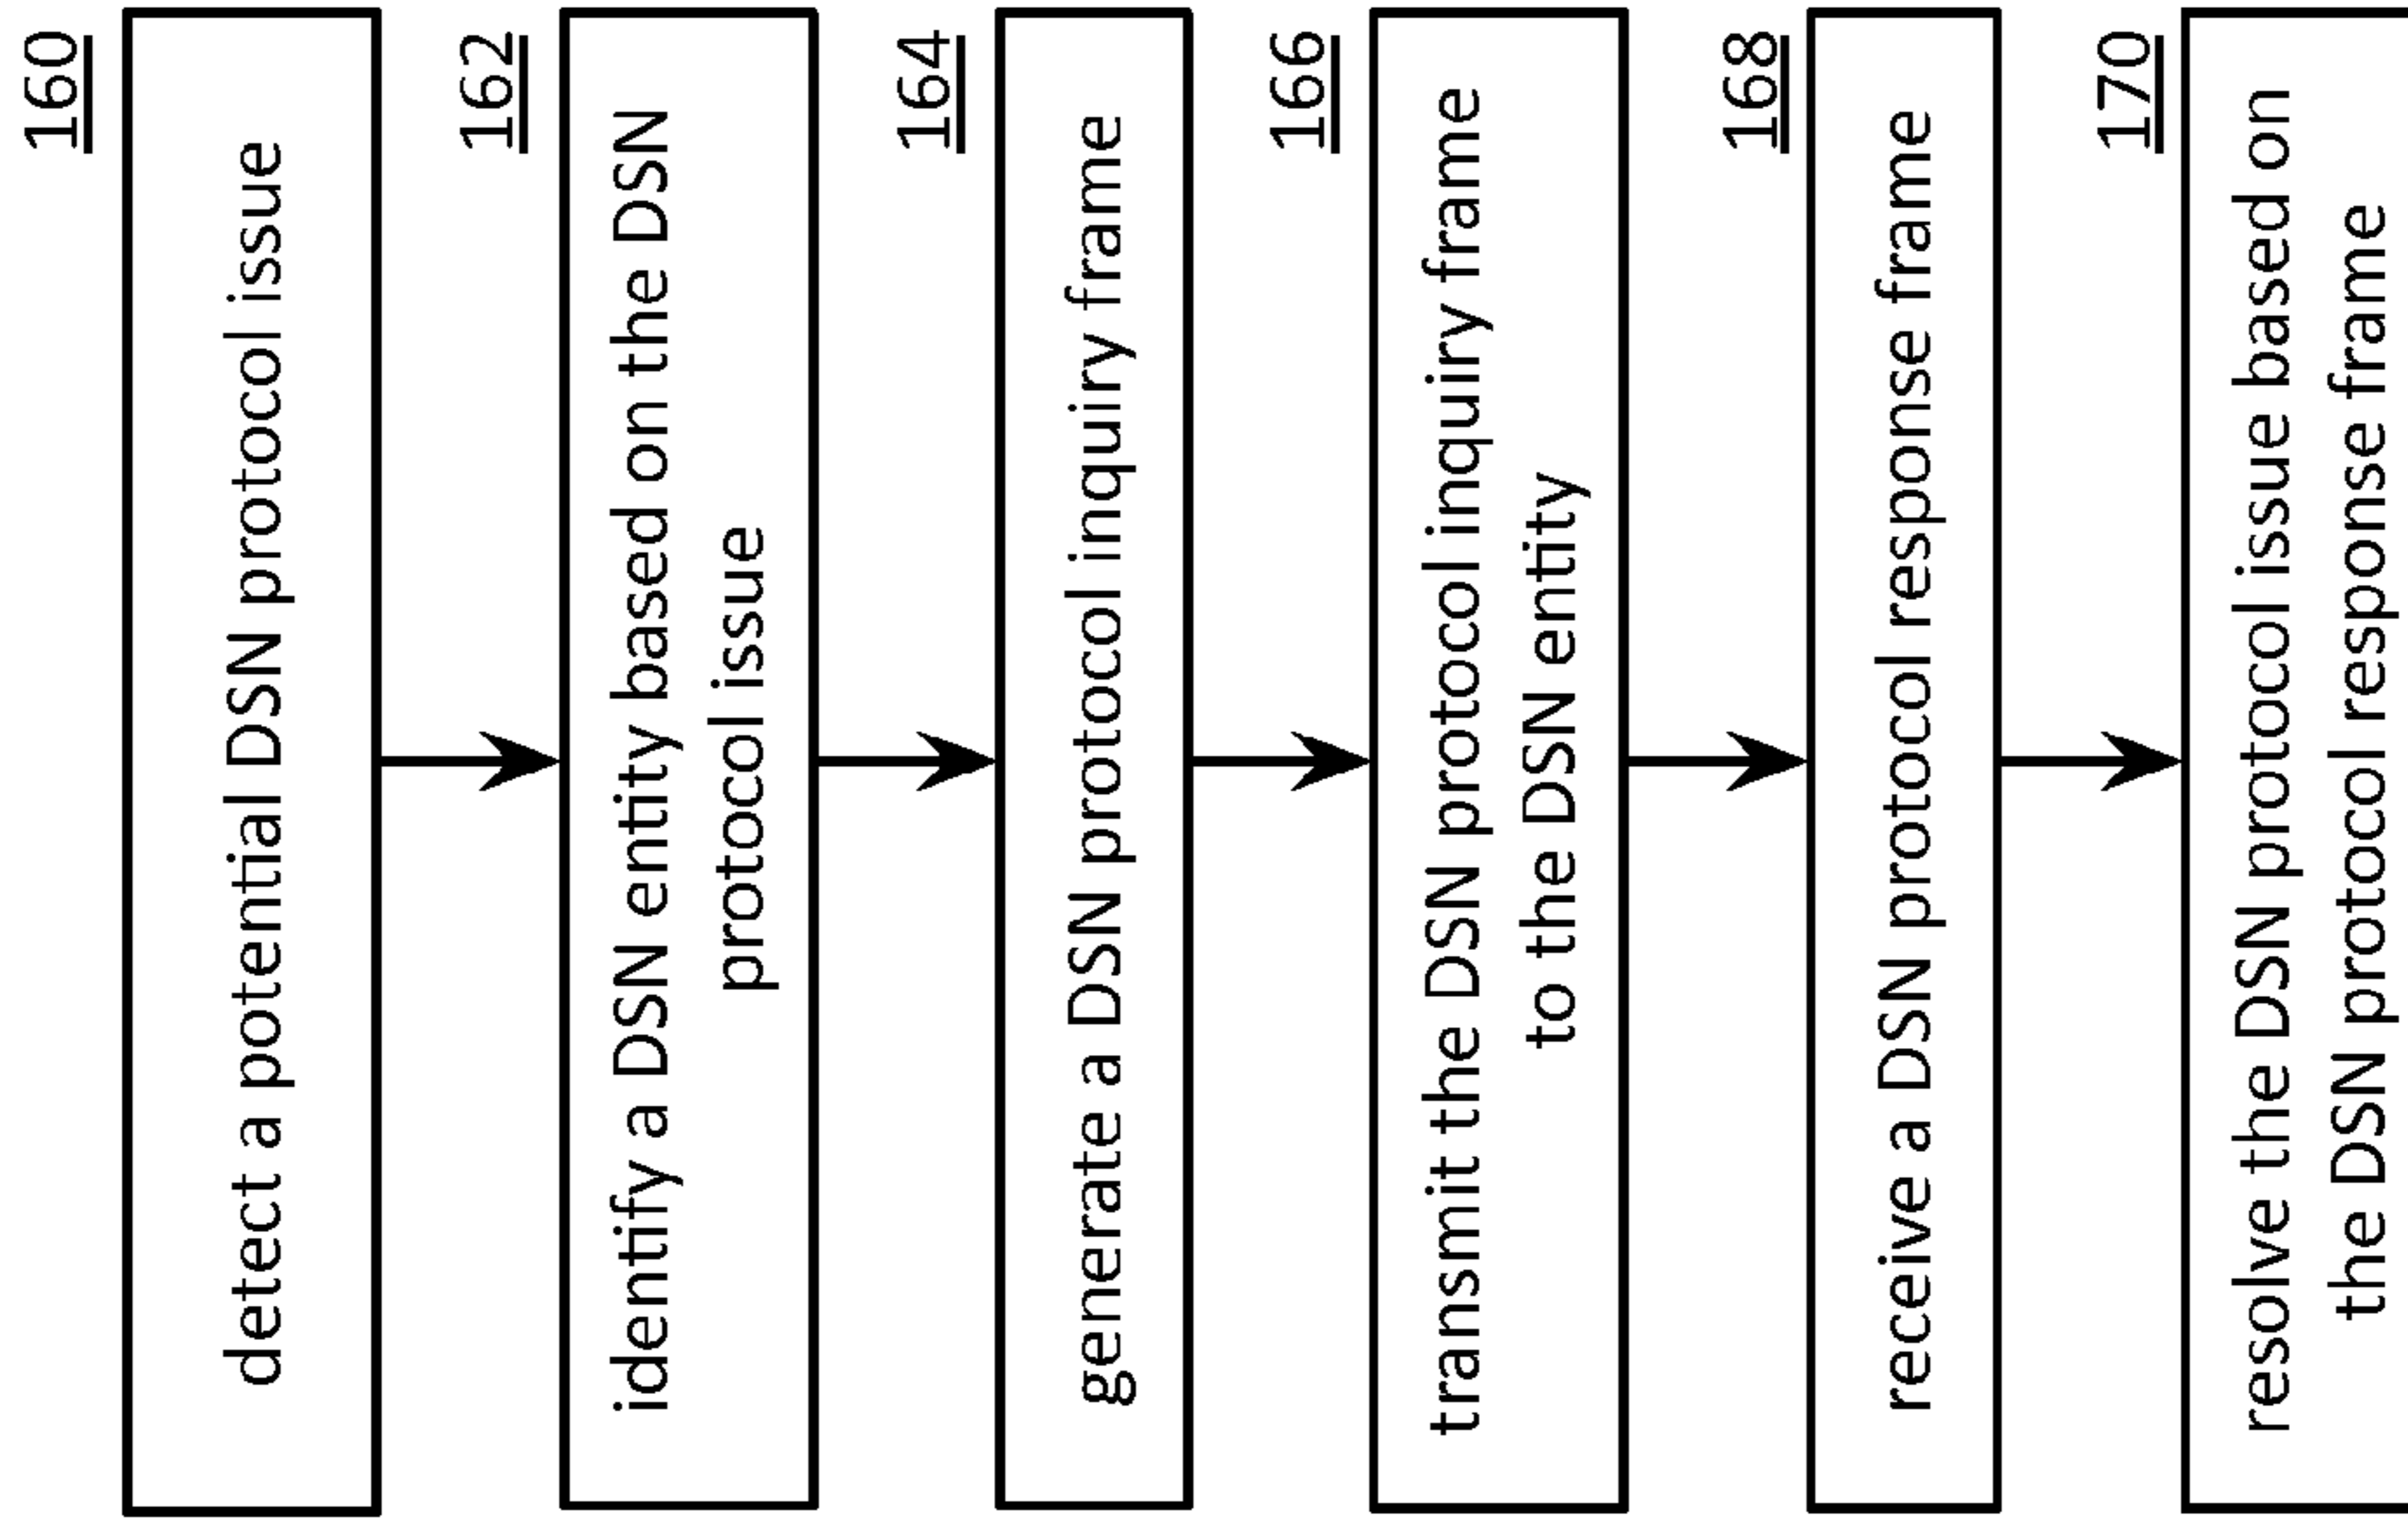 160
detect a potential DSN protocol issue
162
identify a DSN entity based on the DSN
protocol issue
164
generate a DSN protocol inquiry frame
166
transmit the DSN protocol inquiry frame
to the DSN entity
168
receive a DSN protocol response frame
170
resolve the DSN protocol issue based on
the DSN protocol response frame